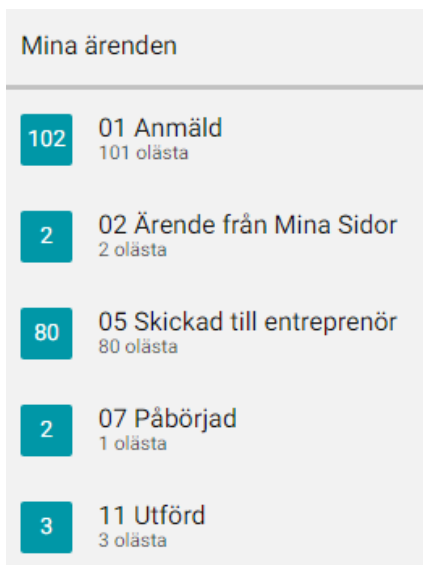 Mina ärenden
102
01 Anmäld
101 olästa
2
02 Ärende från Mina Sidor
2 olästa
80
05 Skickad till entreprenör
80 olästa
2
07 Påbörjad
1 olästa
3
11 Utförd
3 olästa